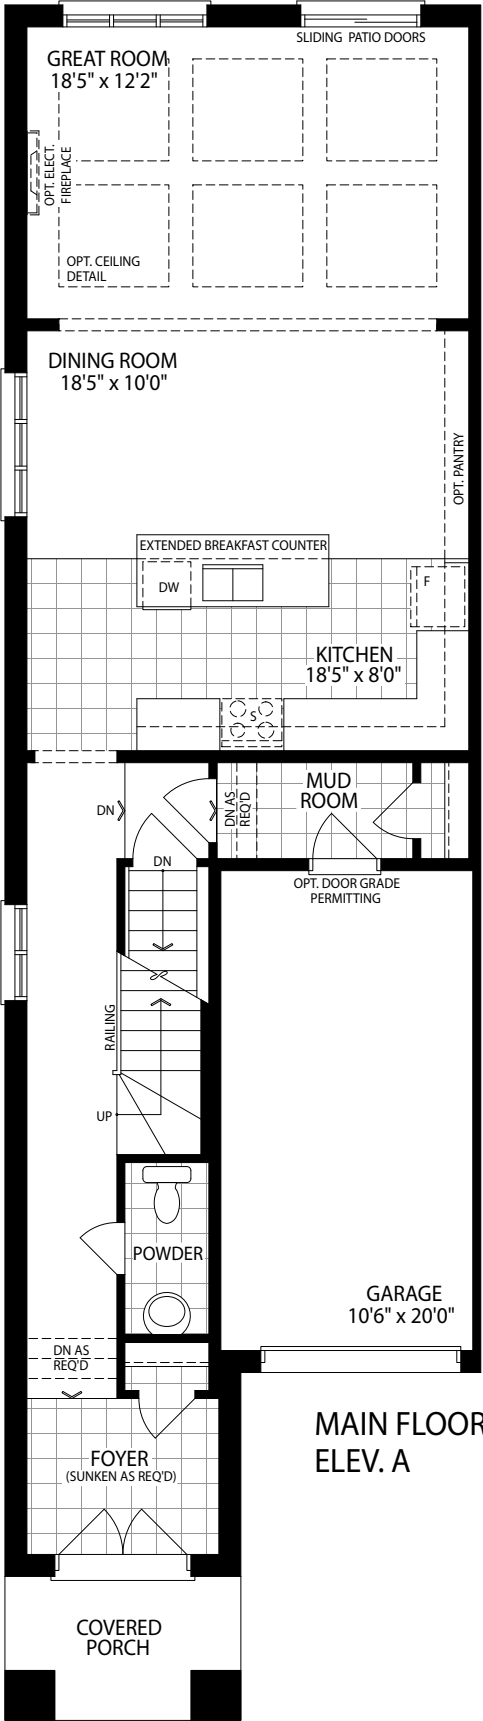 SLIDING PATIO DOORS
GREAT ROOM
18'5" x 12'2"
OPT. ELECT.
FIREPLACE
OPT. CEILING
DETAIL
DINING ROOM
18'5" x 10'0"
OPT. PANTRY
EXTENDED BREAKFAST COUNTER
DW
F
KITCHEN
18'5" x 8'0"
S
DN
DN AS
REQ'D
MUD
ROOM
DN
OPT. DOOR GRADE
PERMITTING
RAILING
UP
POWDER
GARAGE
10'6" x 20'0"
DN AS
REQ'D
MAIN FLOOR
ELEV. A
FOYER
(SUNKEN AS REQ'D)
COVERED
PORCH